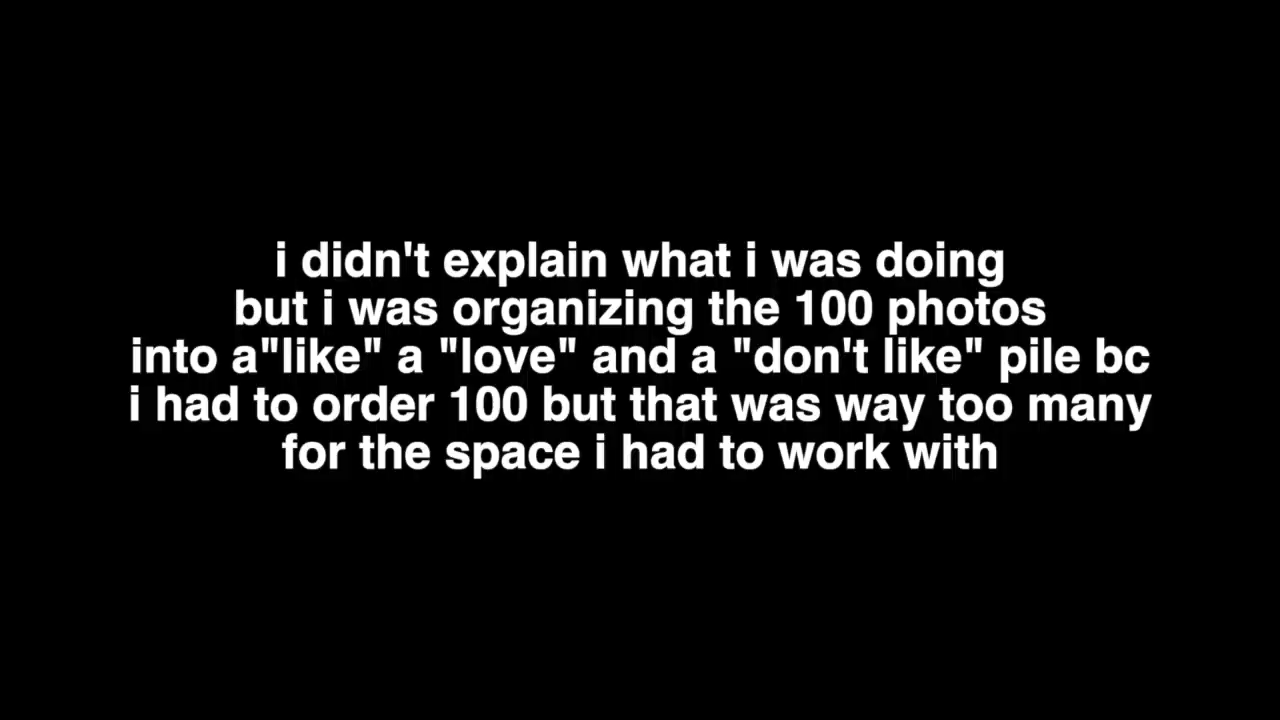 i didn't explain what i was doing
but i was organizing the 100 photos
into a"like" a "love" and a "don't like" pile bc
i had to order 100 but that was way too many
for the space i had to work with